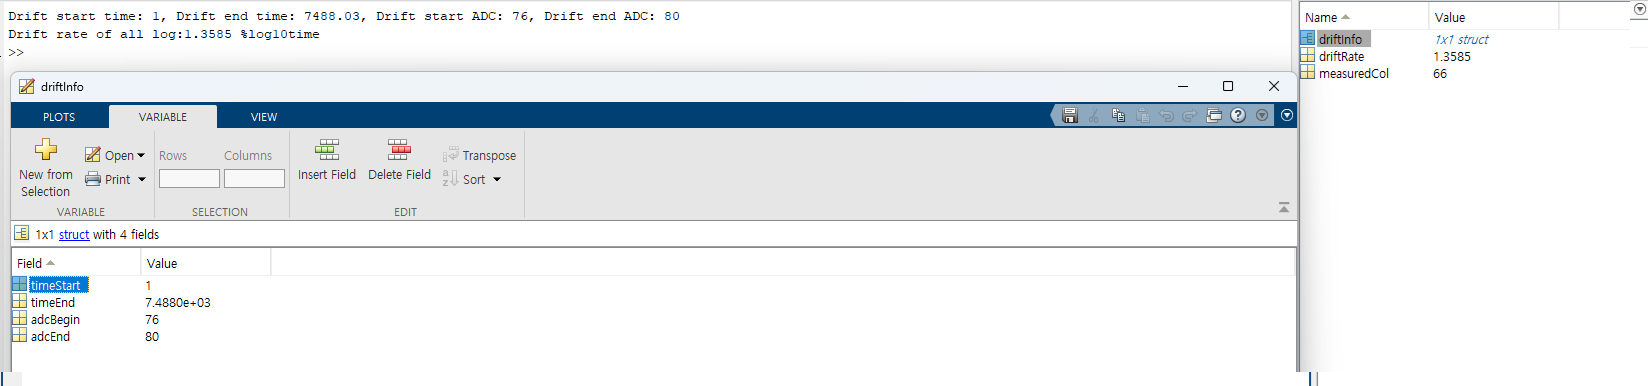 Drift start time: 1, Drift end time: 7488.03, Drift start ADC: 76, Drift end ADC: 80
Drift rate of all log:1.3585 %log10time
>>
Name Value
driftInfo 1x1 struct
driftRate 1.3585
measuredCol 66
driftInfo
PLOTS VARIABLE VIEW
New from Selection
Open
Print
Rows Columns
Insert Field Delete Field
Transpose
Sort
VARIABLE SELECTION EDIT
1x1 struct with 4 fields
Field Value
timeStart 1
timeEnd 7.4880e+03
adcBegin 76
adcEnd 80